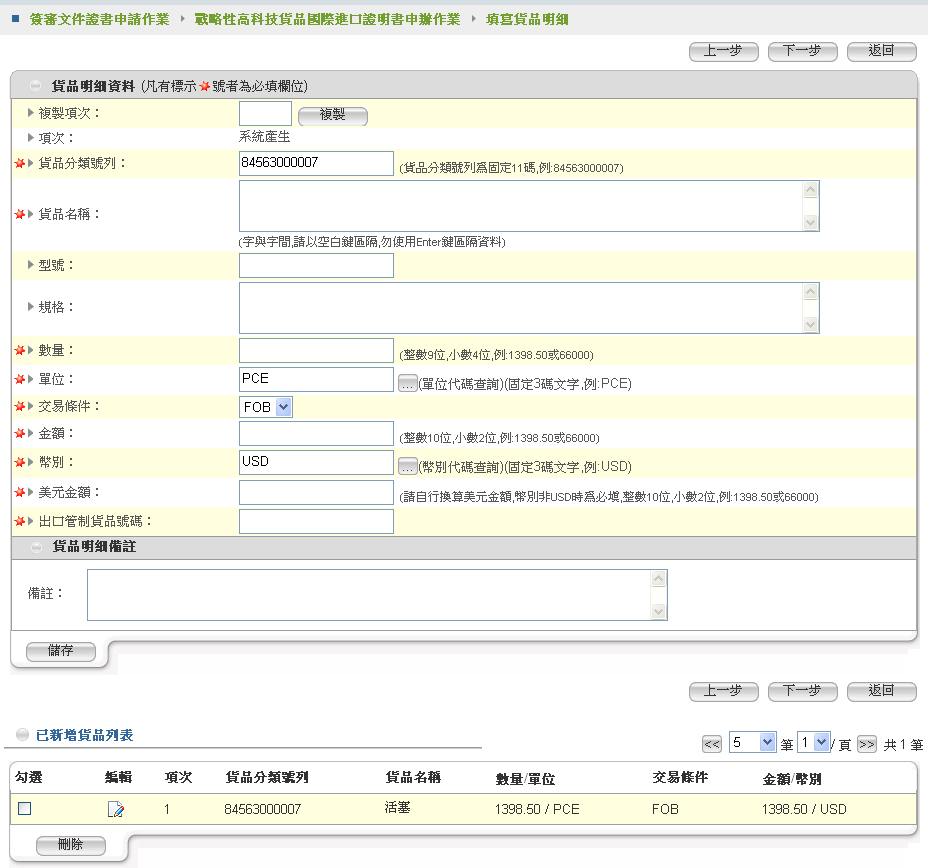 簽審文件證書申請作業 戰略性高科技貨品國際進口證明書申辦作業 填寫貨品明細
上一步 下一步 返回
貨品明細資料 (凡有標示 號者為必填欄位)
複製項次： 複製
項次： 系統產生
貨品分類號列： 84563000007 (貨品分類號列為固定11碼,例:84563000007)
貨品名稱：
(字與字間,請以空白鍵區隔,勿使用Enter鍵區隔資料)
型號：
規格：
數量： (整數9位,小數4位,例:1398.50或66000)
單位： PCE ... (單位代碼查詢)(固定3碼文字,例:PCE)
交易條件： FOB
金額： (整數10位,小數2位,例:1398.50或66000)
幣別： USD ... (幣別代碼查詢)(固定3碼文字,例:USD)
美元金額： (請自行換算美元金額,幣別非USD時為必填,整數10位,小數2位,例:1398.50或66000)
出口管制貨品號碼：
貨品明細備註
備註：
儲存
上一步 下一步 返回
已新增貨品列表
<< 5 筆 1 / 頁 >> 共 1 筆
勾選 編輯 項次 貨品分類號列 貨品名稱 數量/單位 交易條件 金額/幣別
1 84563000007 活塞 1398.50 / PCE FOB 1398.50 / USD
刪除